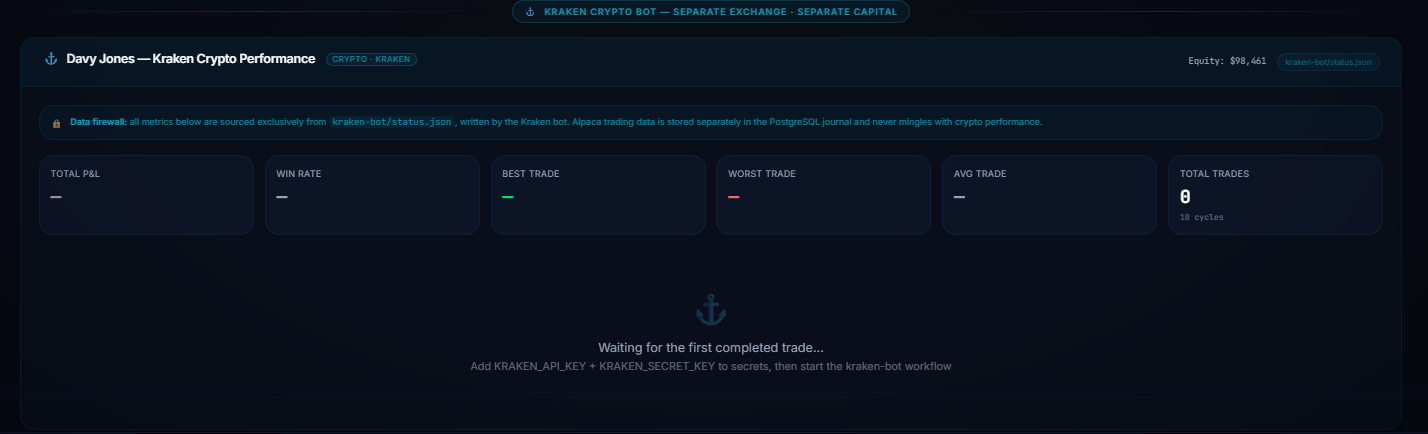 KRAKEN CRYPTO BOT — SEPARATE EXCHANGE · SEPARATE CAPITAL
Davy Jones — Kraken Crypto Performance
CRYPTO · KRAKEN
Equity: $98,461
kraken-bot/status.json
Data firewall: all metrics below are sourced exclusively from kraken-bot/status.json, written by the Kraken bot. Alpaca trading data is stored separately in the PostgreSQL journal and never mingles with crypto performance.
TOTAL P&L
—
WIN RATE
—
BEST TRADE
—
WORST TRADE
—
AVG TRADE
—
TOTAL TRADES
0
10 cycles
Waiting for the first completed trade...
Add KRAKEN_API_KEY + KRAKEN_SECRET_KEY to secrets, then start the kraken-bot workflow